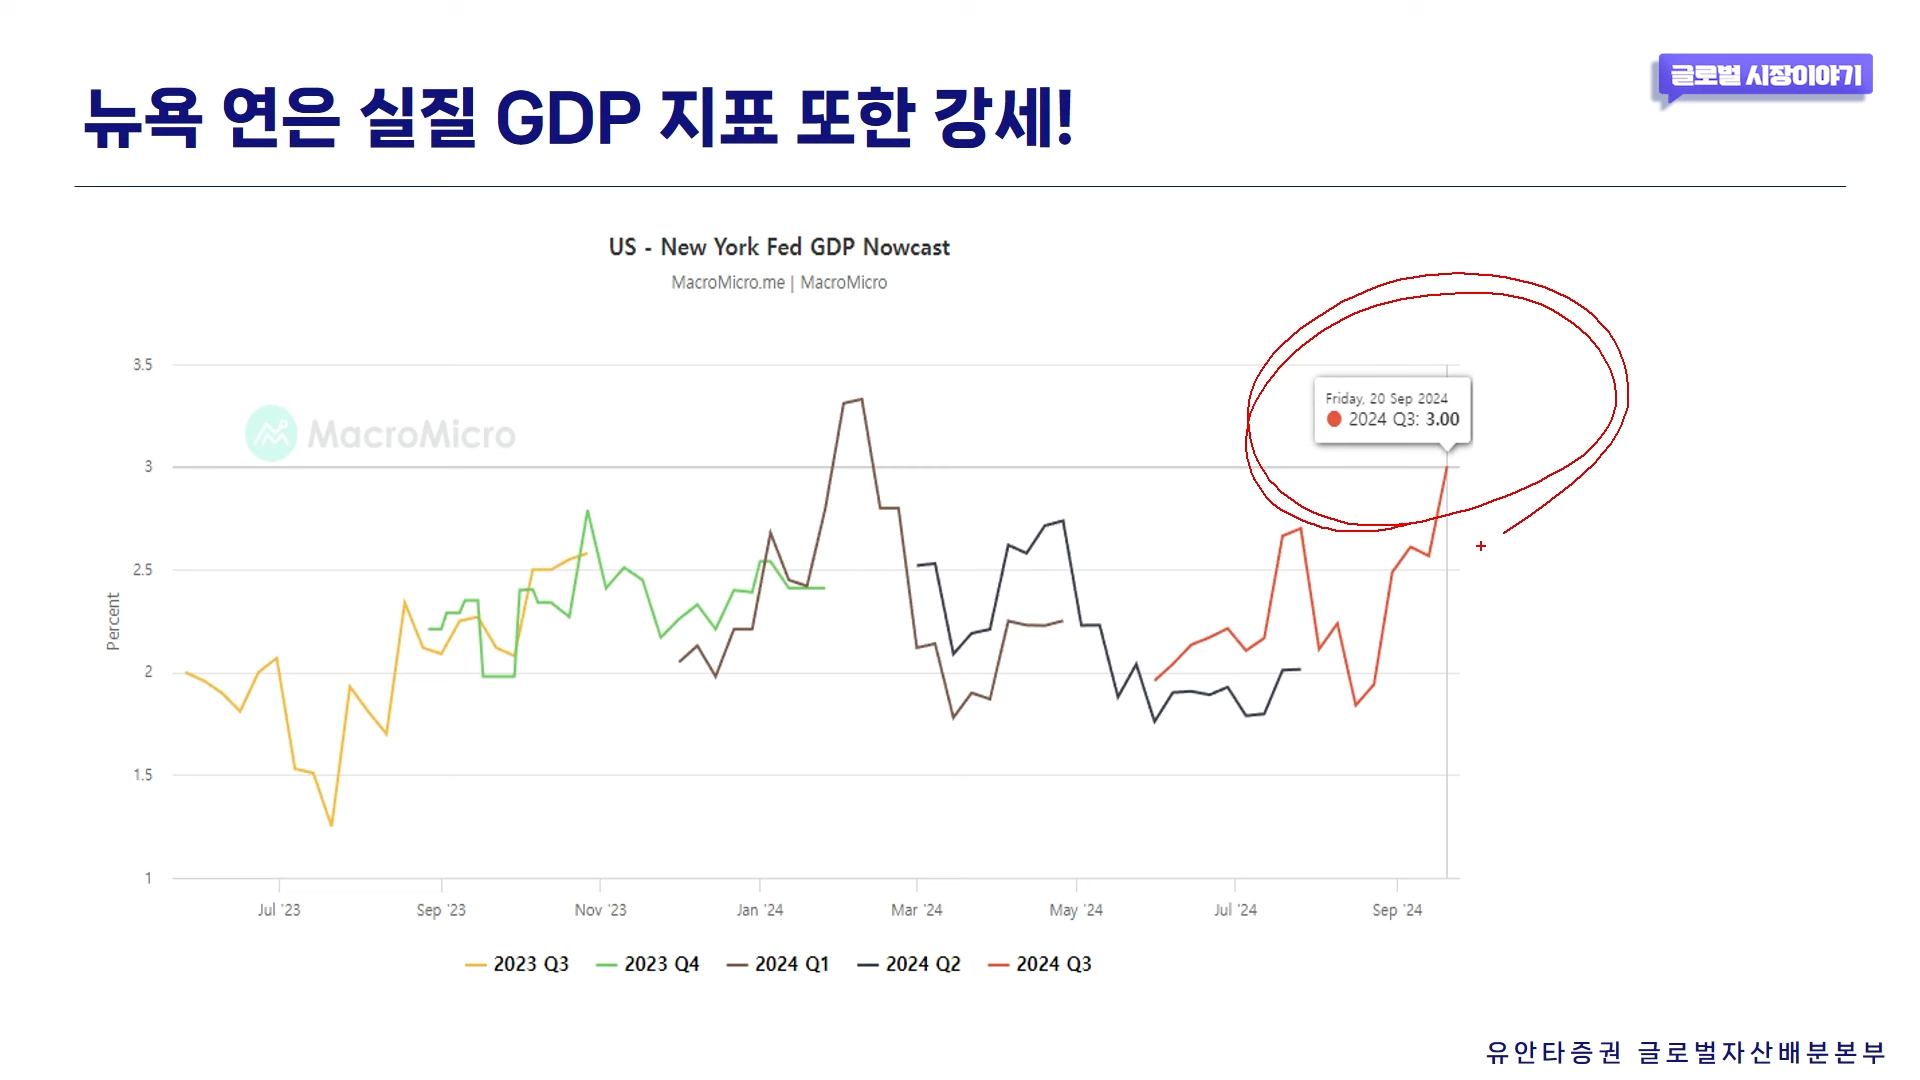 글로벌 시장이야기
뉴욕 연은 실질 GDP 지표 또한 강세!
US - New York Fed GDP Nowcast
MacroMicro.me | MacroMicro
3.5
3
2.5
2
1.5
1
Percent
MacroMicro
Friday, 20 Sep 2024
2024 Q3: 3.00
Jul '23
Sep '23
Nov '23
Jan '24
Mar '24
May '24
Jul '24
Sep '24
2023 Q3
2023 Q4
2024 Q1
2024 Q2
2024 Q3
유안타증권 글로벌자산배분본부